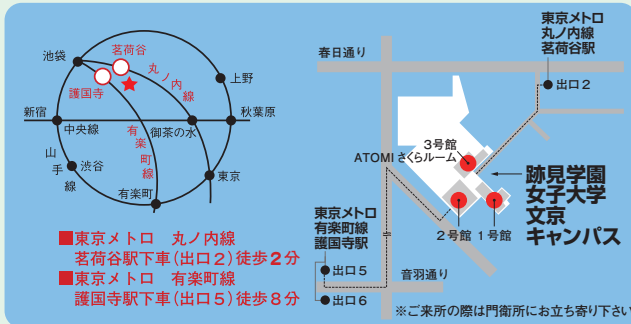 池袋
茗荷谷
丸ノ内線
護国寺
上野
新宿
中央線
御茶の水
秋葉原
有楽町線
山手線
渋谷
東京
有楽町
■東京メトロ 丸ノ内線
茗荷谷駅下車(出口2)徒歩2分
■東京メトロ 有楽町線
護国寺駅下車(出口5)徒歩8分
東京メトロ
丸ノ内線
茗荷谷駅
春日通り
出口2
3号館
ATOMI さくらルーム
跡見学園
女子大学
文京
キャンパス
2号館 1号館
東京メトロ
有楽町線
護国寺駅
出口5
音羽通り
出口6
※ご来所の際は門衛所にお立ち寄り下さい